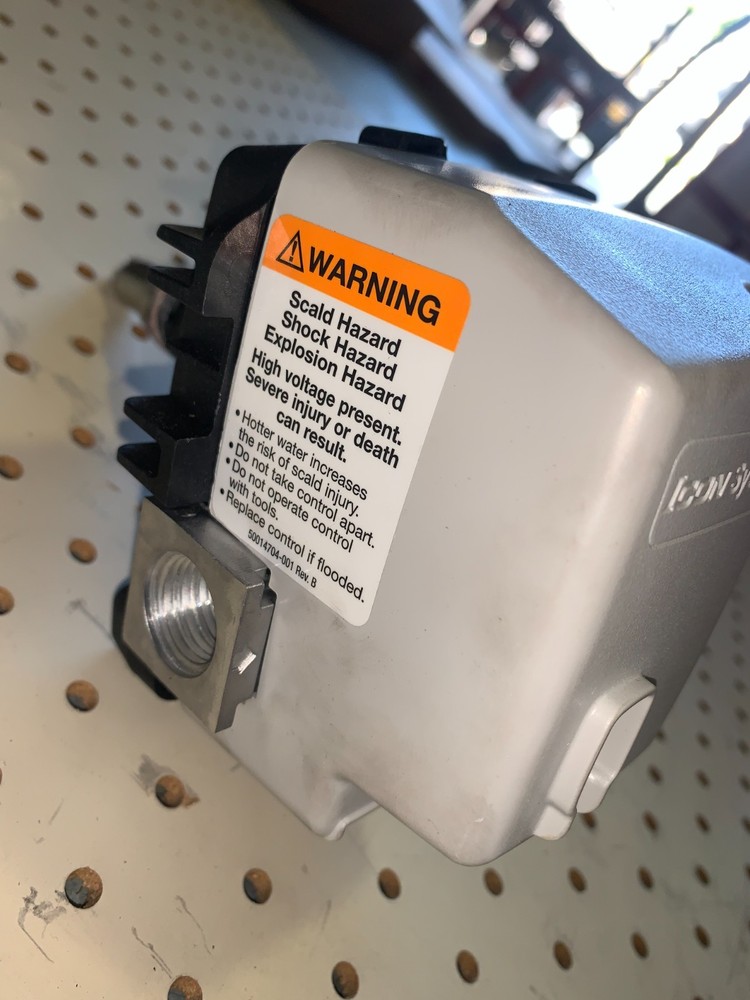 WARNING
Scald Hazard
Shock Hazard
Explosion Hazard
High voltage present.
Severe injury or death
can result.
• Hotter water increases
the risk of scald injury.
• Do not take control apart.
• Do not operate control
with tools.
• Replace control if flooded.
50014704-001 Rev. B
ICON Sy